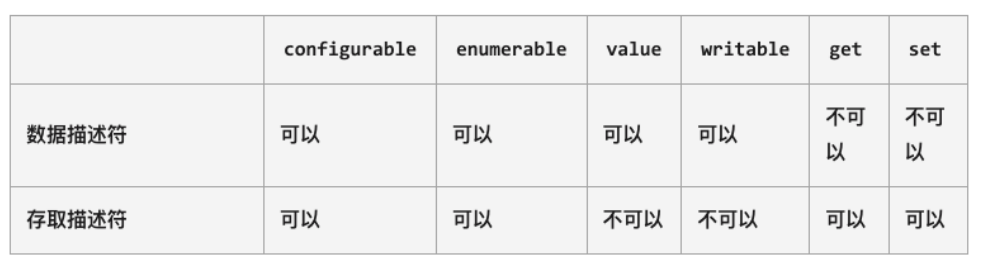 configurable enumerable value writable get set
数据描述符 可以 可以 可以 可以 不可以 不可以
存取描述符 可以 可以 不可以 不可以 可以 可以